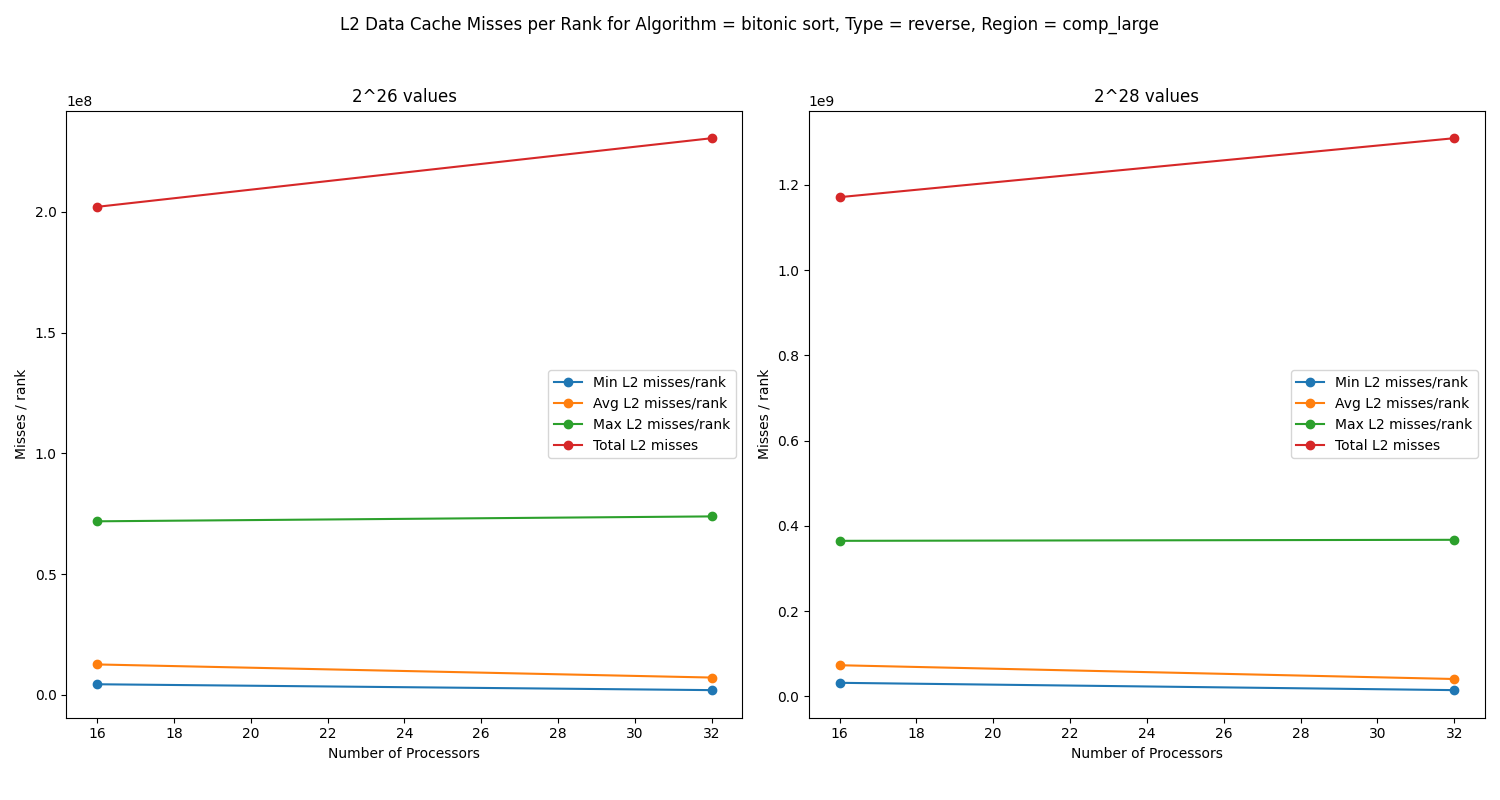 L2 Data Cache Misses per Rank for Algorithm = bitonic sort, Type = reverse, Region = comp_large
2^26 values
1e8
2.0
1.5
1.0
0.5
0.0
Misses / rank
16 18 20 22 24 26 28 30 32
Number of Processors
Min L2 misses/rank
Avg L2 misses/rank
Max L2 misses/rank
Total L2 misses
2^28 values
1e9
1.2
1.0
0.8
0.6
0.4
0.2
0.0
Misses / rank
16 18 20 22 24 26 28 30 32
Number of Processors
Min L2 misses/rank
Avg L2 misses/rank
Max L2 misses/rank
Total L2 misses